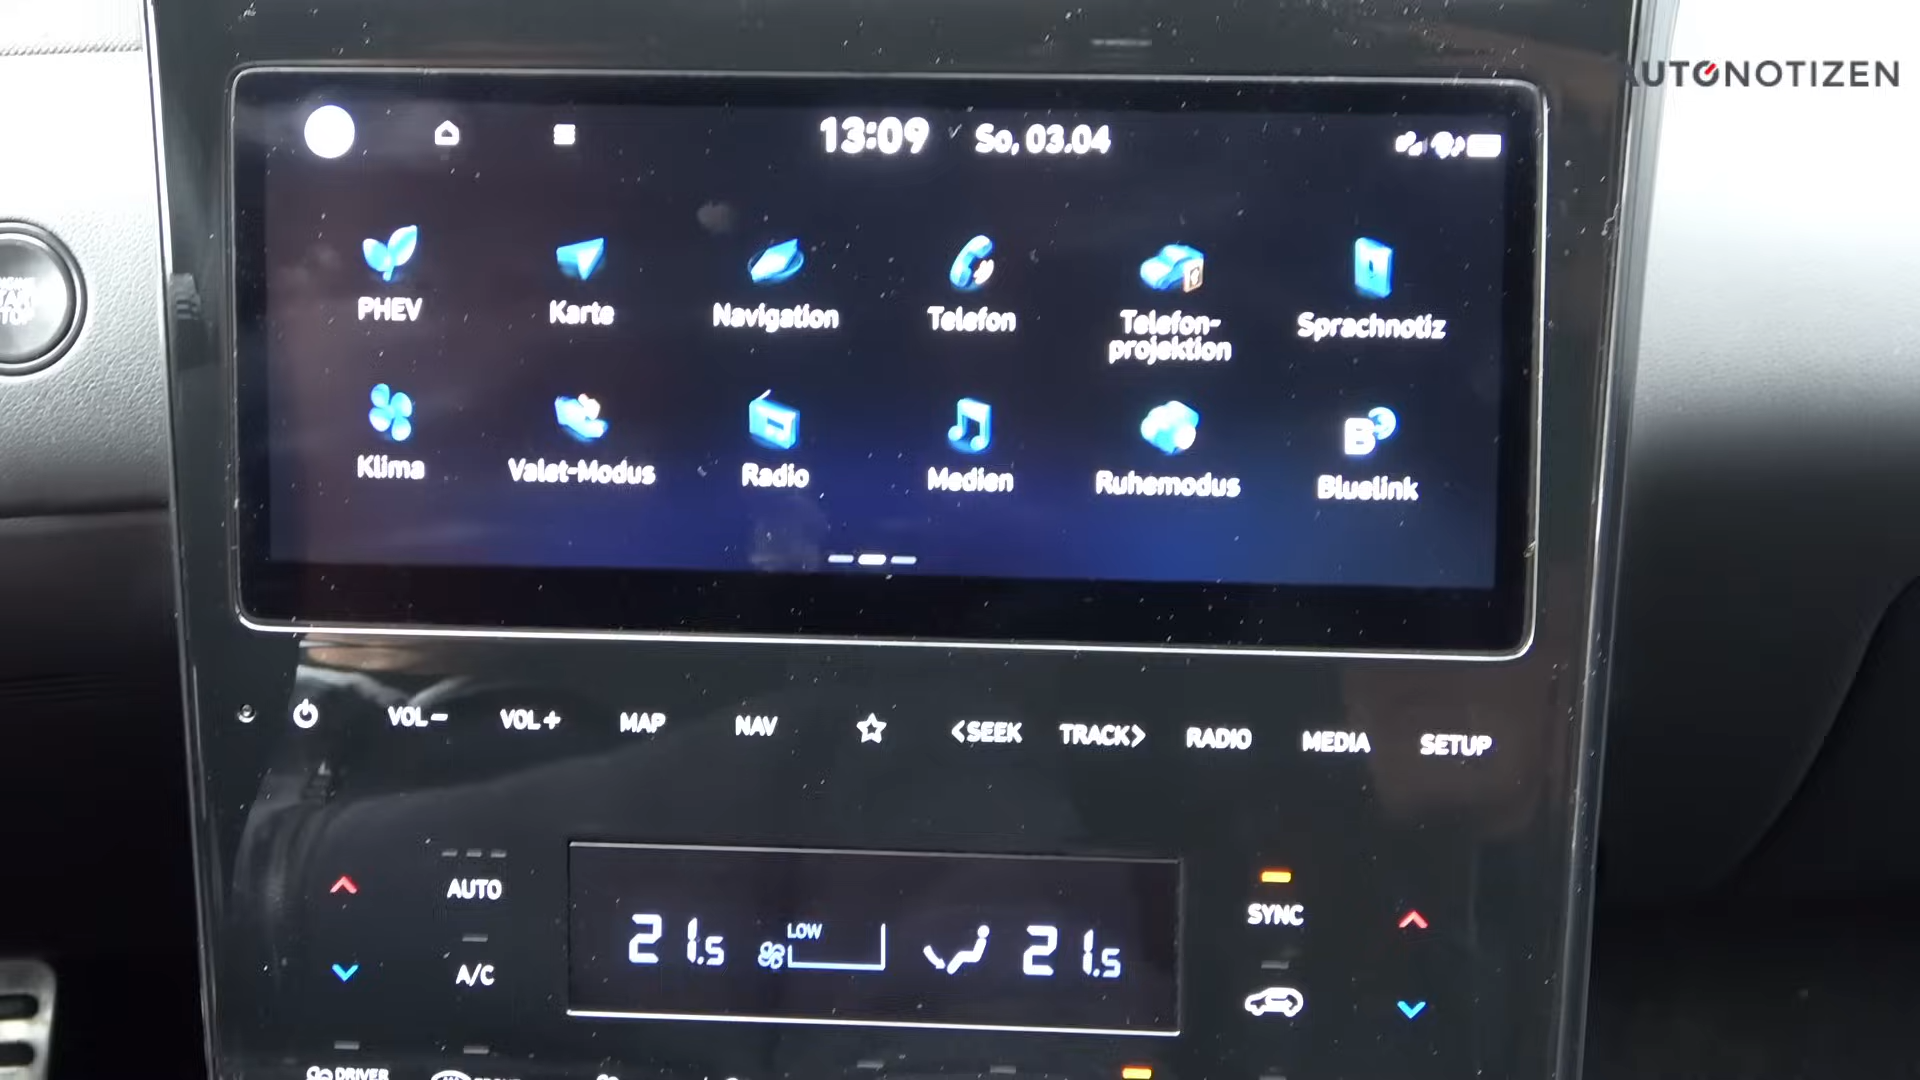 AUTONOTIZEN
13:09 So, 03.04
PHEV
Karte
Navigation
Telefon
Telefon-
projektion
Sprachnotiz
Klima
Valet-Modus
Radio
Medien
Ruhemodus
Bluelink
VOL-
VOL+
MAP
NAV
<SEEK
TRACK>
RADIO
MEDIA
SETUP
AUTO
A/C
21.5
LOW
21.5
SYNC
DRIVER